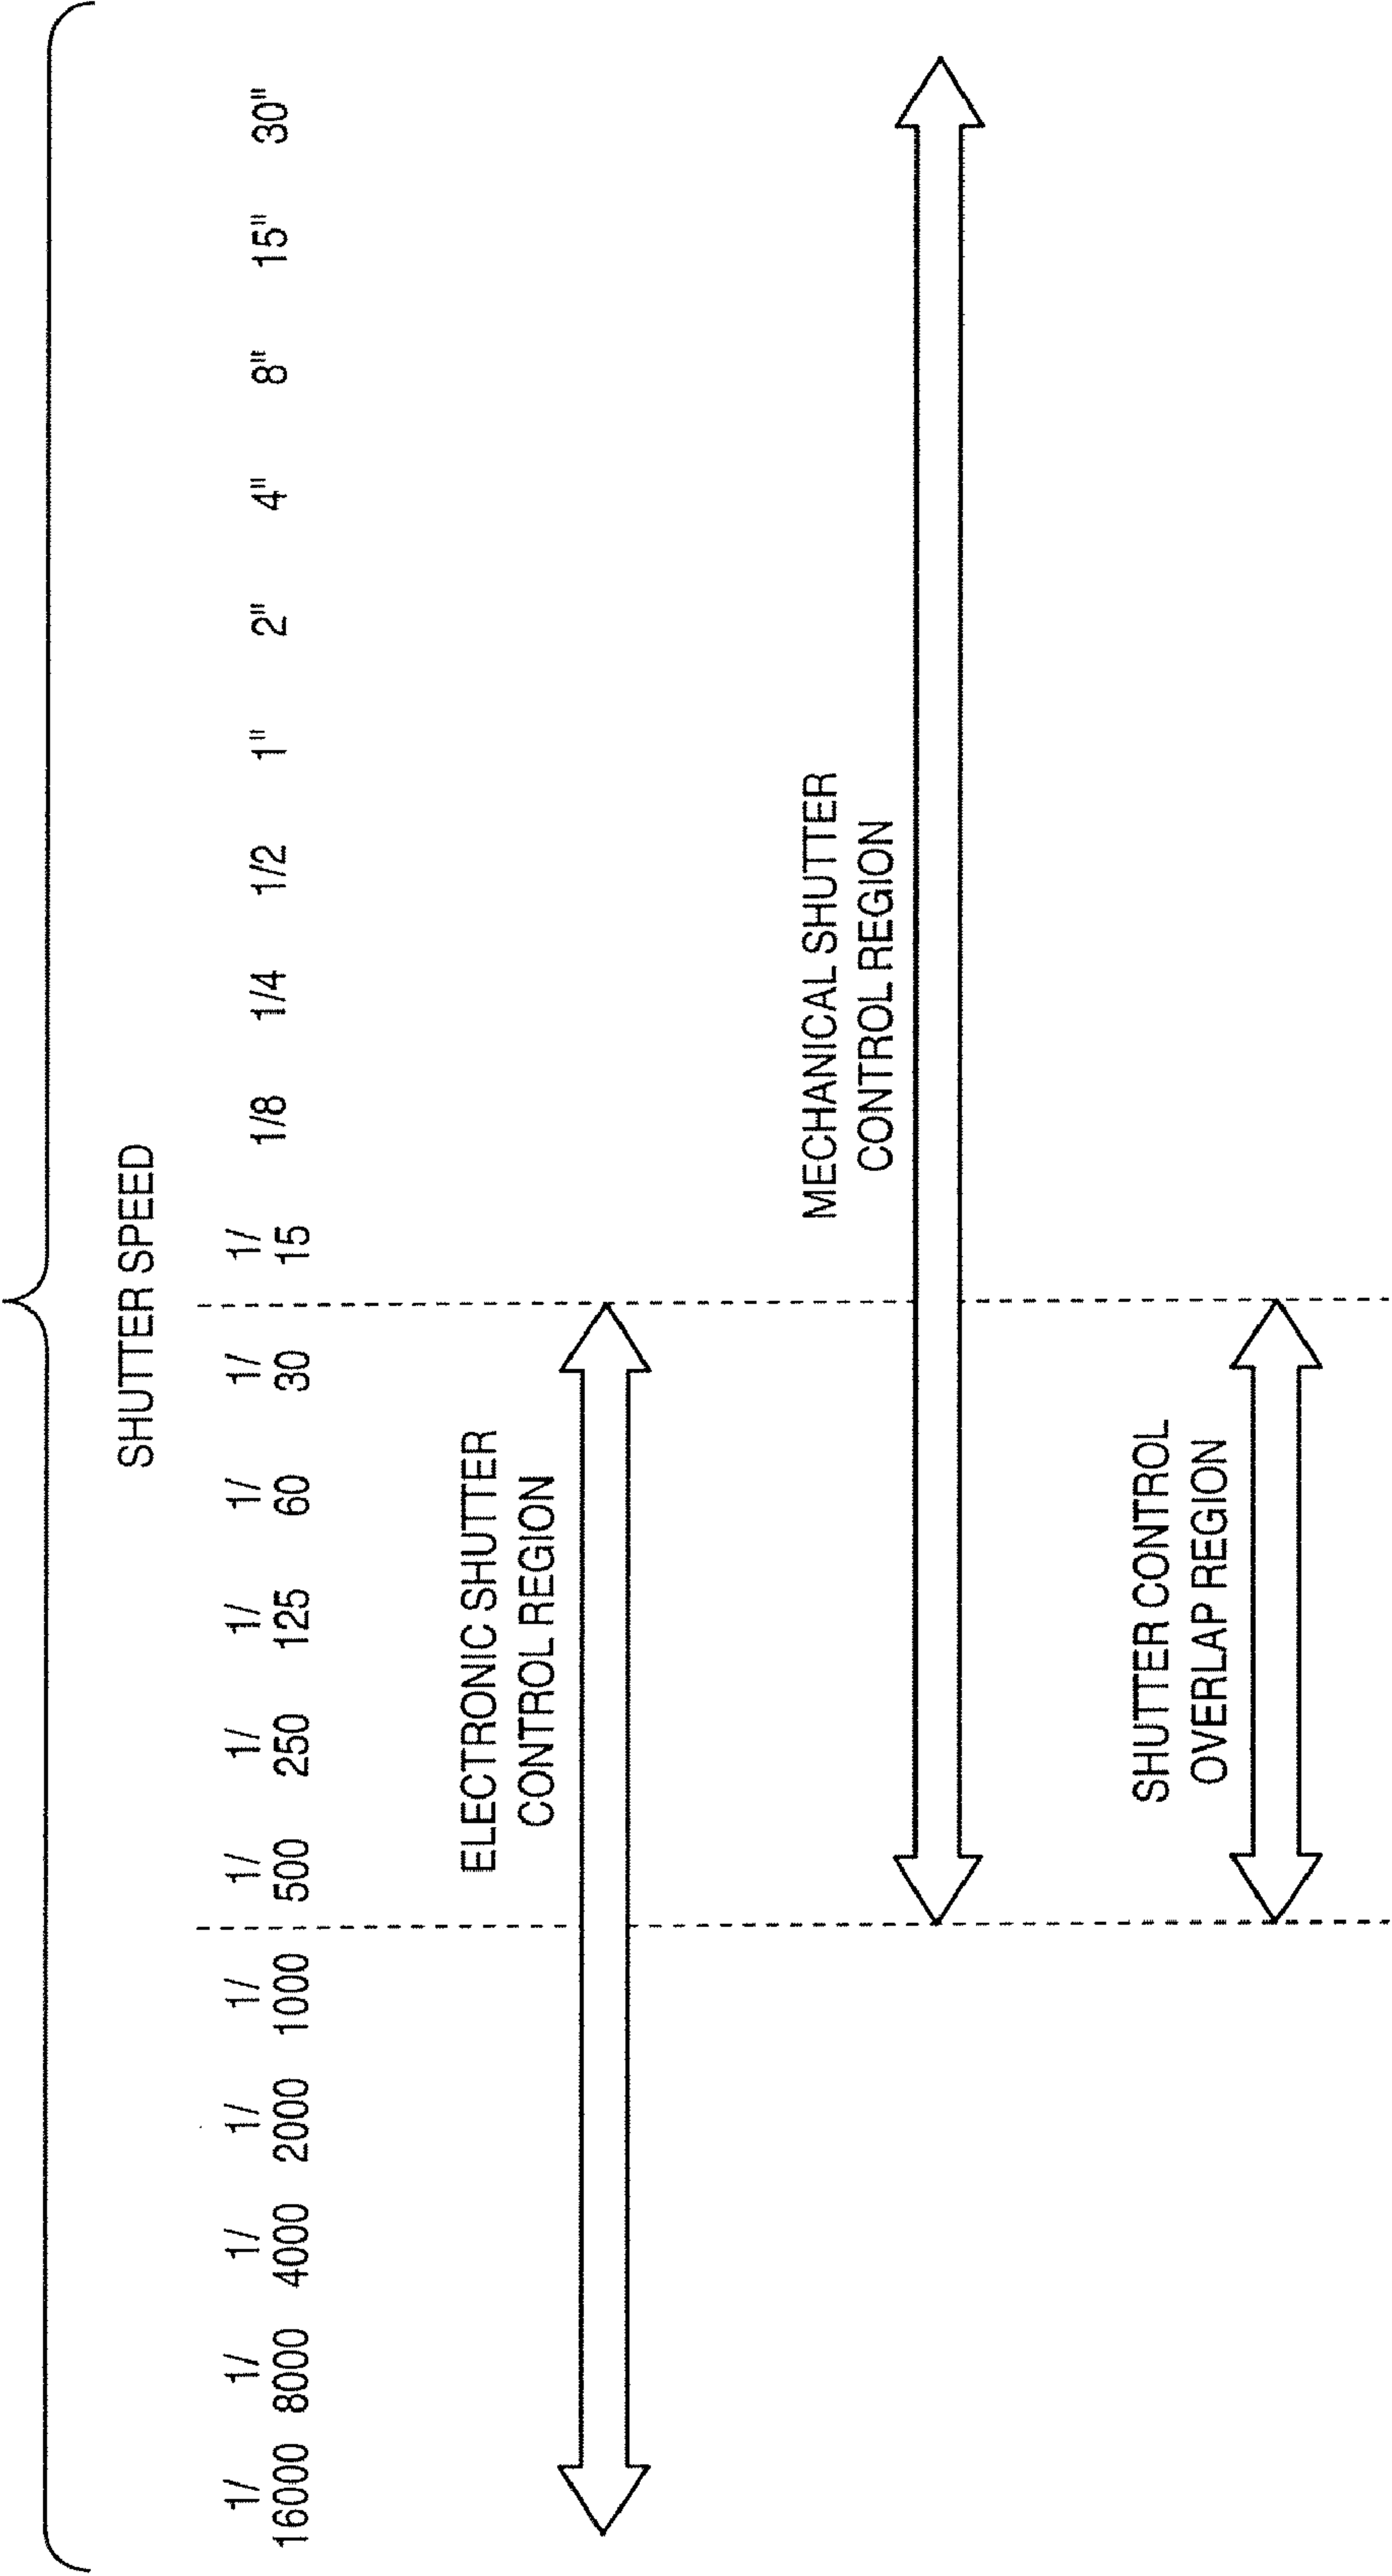 SHUTTER SPEED
1/ 1/ 1/ 1/ 1/ 1/ 1/ 1/ 1/ 1/ 1/
16000 8000 4000 2000 1000 500 250 125 60 30 15 1/8 1/4 1/2 1" 2" 4" 8" 15" 30"
ELECTRONIC SHUTTER
CONTROL REGION
MECHANICAL SHUTTER
CONTROL REGION
SHUTTER CONTROL
OVERLAP REGION